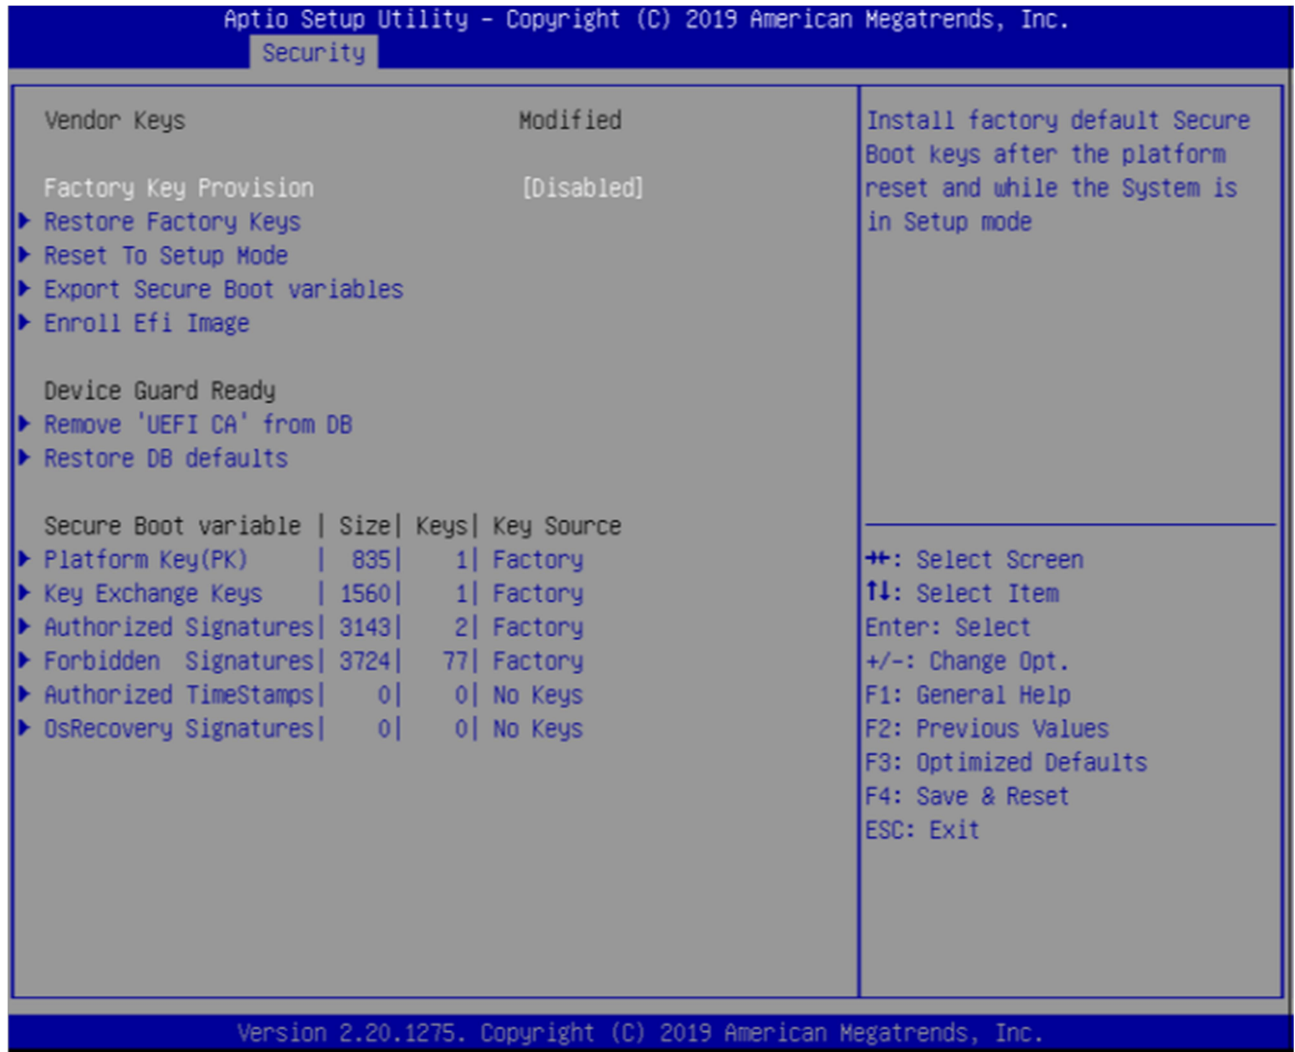 Aptio Setup Utility - Copyright (C) 2019 American Megatrends, Inc.
Security
Vendor Keys Modified
Factory Key Provision [Disabled]
Restore Factory Keys
Reset To Setup Mode
Export Secure Boot variables
Enroll Efi Image
Device Guard Ready
Remove 'UEFI CA' from DB
Restore DB defaults
Secure Boot variable | Size| Keys| Key Source
Platform Key(PK) | 835| 1| Factory
Key Exchange Keys | 1560| 1| Factory
Authorized Signatures| 3143| 2| Factory
Forbidden Signatures| 3724| 77| Factory
Authorized TimeStamps| 0| 0| No Keys
OsRecovery Signatures| 0| 0| No Keys
Install factory default Secure
Boot keys after the platform
reset and while the System is
in Setup mode
→←: Select Screen
↑↓: Select Item
Enter: Select
+/-: Change Opt.
F1: General Help
F2: Previous Values
F3: Optimized Defaults
F4: Save & Reset
ESC: Exit
Version 2.20.1275. Copyright (C) 2019 American Megatrends, Inc.